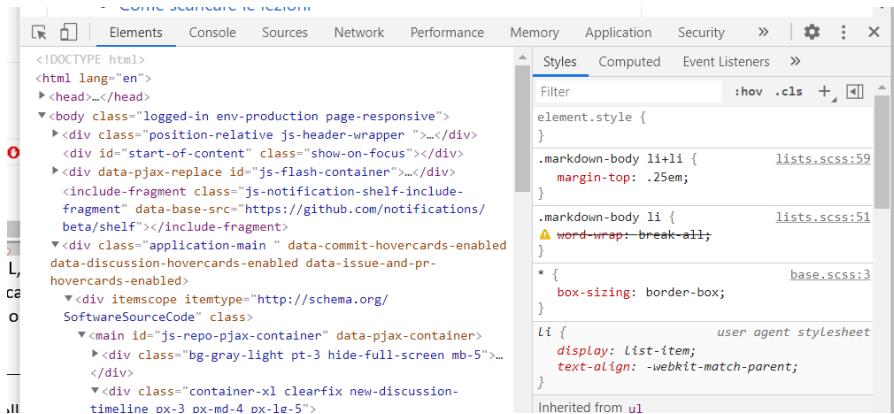 Come scaricare le lezioni
Elements Console Sources Network Performance Memory Application Security »
<!DOCTYPE html>
<html lang="en">
<head>…</head>
<body class="logged-in env-production page-responsive">
<div class="position-relative js-header-wrapper ">…</div>
<div id="start-of-content" class="show-on-focus"></div>
<div data-pjax-replace id="js-flash-container">…</div>
<include-fragment class="js-notification-shelf-include-
fragment" data-base-src="https://github.com/notifications/
beta/shelf"></include-fragment>
<div class="application-main " data-commit-hovercards-enabled
data-discussion-hovercards-enabled data-issue-and-pr-
hovercards-enabled>
<div itemscope itemtype="http://schema.org/
SoftwareSourceCode" class>
<main id="js-repo-pjax-container" data-pjax-container>
<div class="bg-gray-light pt-3 hide-full-screen mb-5">…
</div>
<div class="container-xl clearfix new-discussion-
timeline px-3 px-md-4 px-lg-5">
Styles Computed Event Listeners »
Filter :hov .cls +
element.style {
}
.markdown-body li+li { lists.scss:59
margin-top: .25em;
}
.markdown-body li { lists.scss:51
word-wrap: break-all;
}
* { base.scss:3
box-sizing: border-box;
}
li { user agent stylesheet
display: list-item;
text-align: -webkit-match-parent;
}
Inherited from ul
L,
ca
o